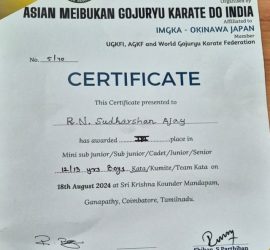 Organised by
ASIAN MEIBUKAN GOJURYU KARATE DO INDIA
Affiliated to
IMGKA - OKINAWA JAPAN
Member
UGKFI, AGKF and World Gojuryu Karate Federation
No. 5/70
CERTIFICATE
This Certificate presented to
R.N. Sudharshan Ajay
has awarded III place in
Mini sub junior/Sub junior/Cadet/Junior/Senior
12/13 yrs Boys Kata/Kumite/Team Kata on
18th August 2024 at Sri Krishna Kounder Mandapam,
Ganapathy, Coimbatore, Tamilnadu.
Shihan. S. Parthiban